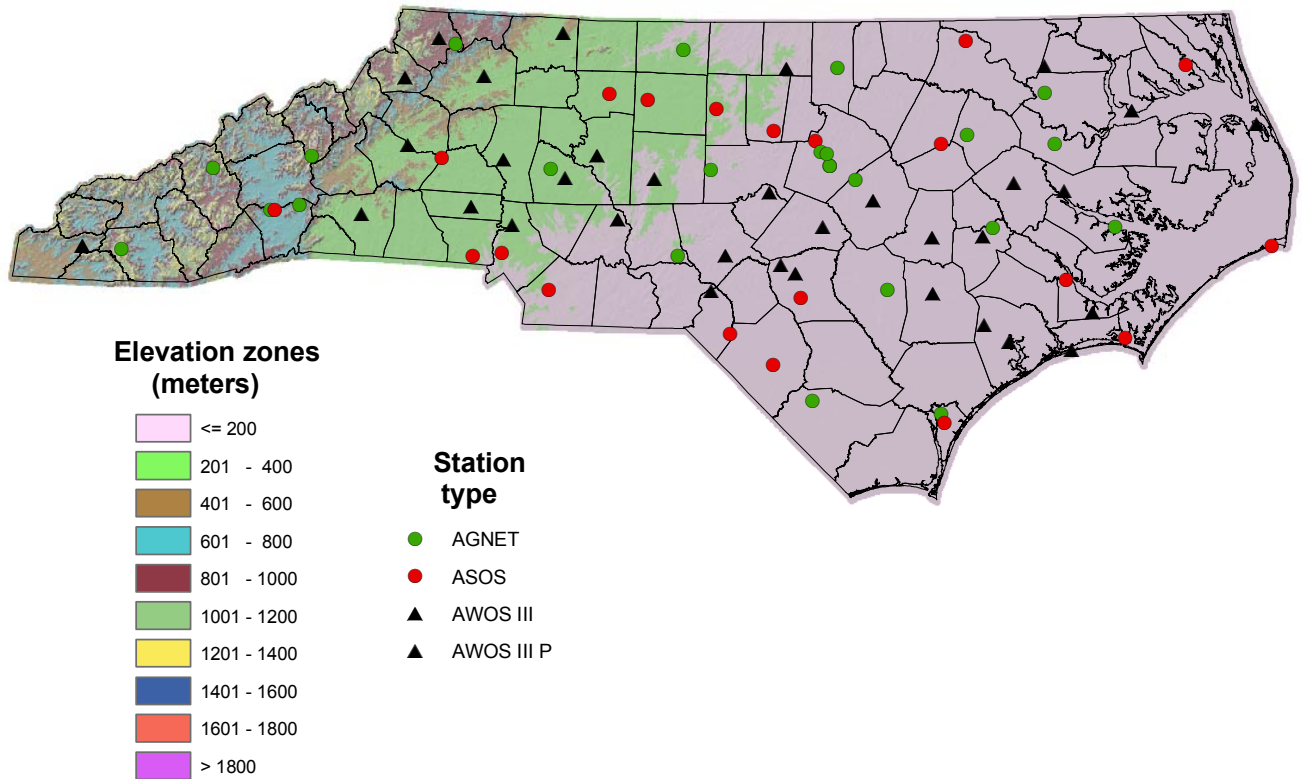 Elevation zones
(meters)
<= 200
201 - 400
401 - 600
601 - 800
801 - 1000
1001 - 1200
1201 - 1400
1401 - 1600
1601 - 1800
> 1800
Station
type
AGNET
ASOS
AWOS III
AWOS III P